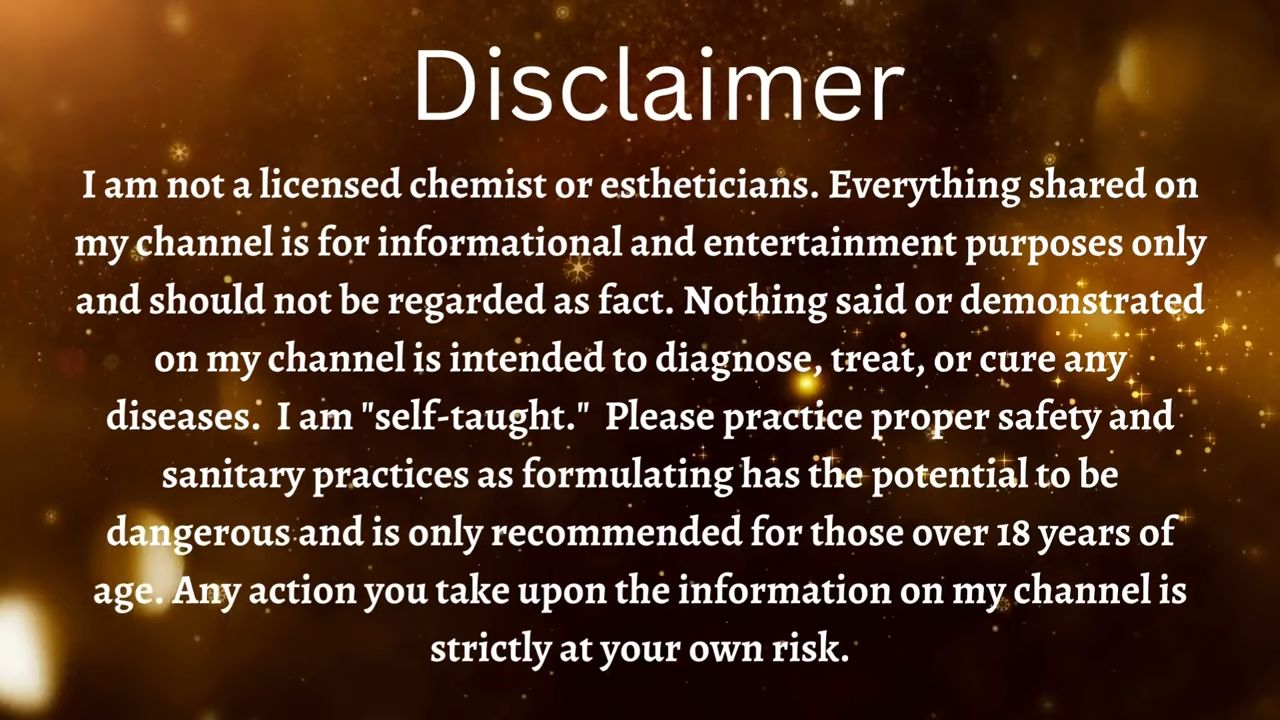 Disclaimer
I am not a licensed chemist or estheticians. Everything shared on
my channel is for informational and entertainment purposes only
and should not be regarded as fact. Nothing said or demonstrated
on my channel is intended to diagnose, treat, or cure any
diseases.  I am "self-taught."  Please practice proper safety and
sanitary practices as formulating has the potential to be
dangerous and is only recommended for those over 18 years of
age. Any action you take upon the information on my channel is
strictly at your own risk.